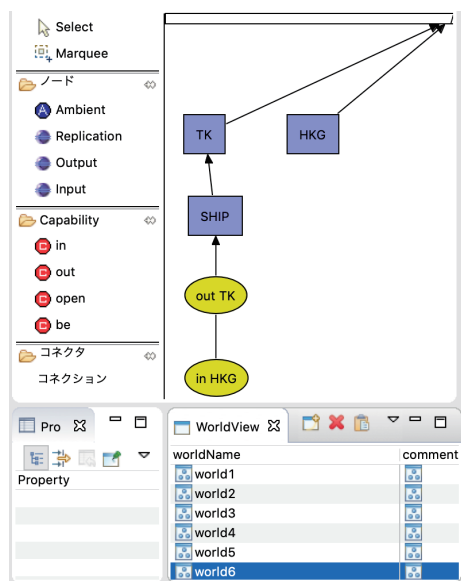 Select
Marquee
ノード
Ambient
Replication
Output
Input
Capability
in
out
open
be
コネクタ
コネクション
TK
HKG
SHIP
out TK
in HKG
Pro
Property
WorldView
worldName comment
world1
world2
world3
world4
world5
world6